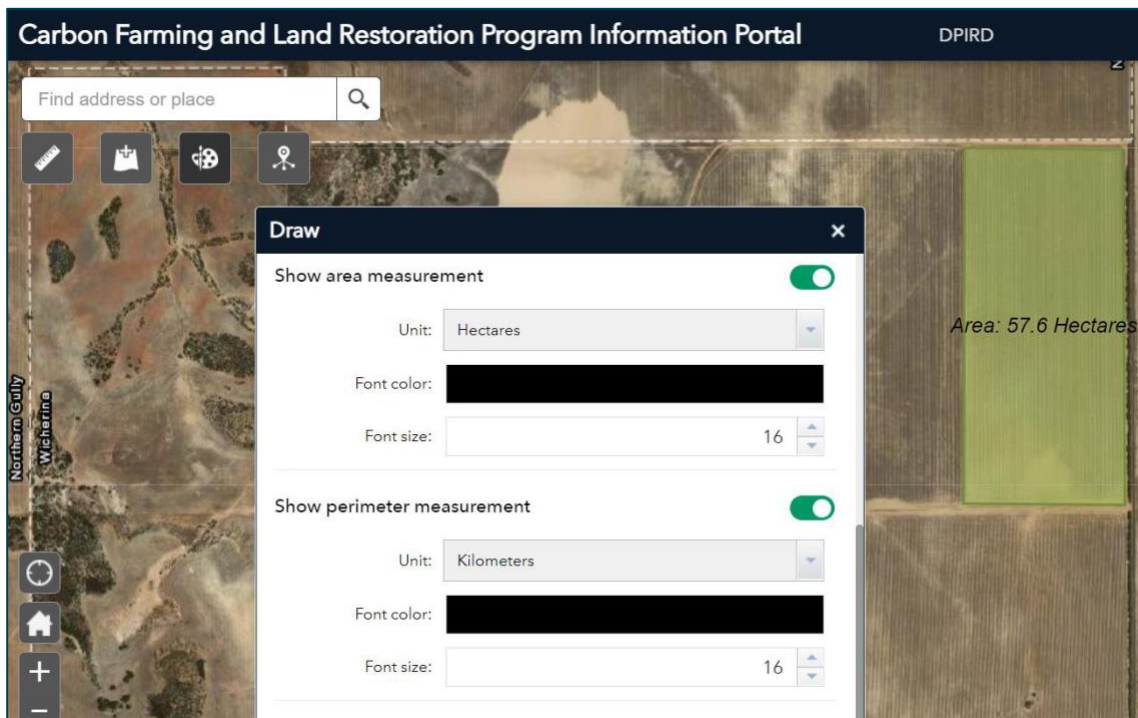 Carbon Farming and Land Restoration Program Information Portal
DPIRD
Find address or place
Draw
Show area measurement
Unit: Hectares
Font color:
Font size: 16
Show perimeter measurement
Unit: Kilometers
Font color:
Font size: 16
Area: 57.6 Hectares
Northern Gully
Wicherina
N